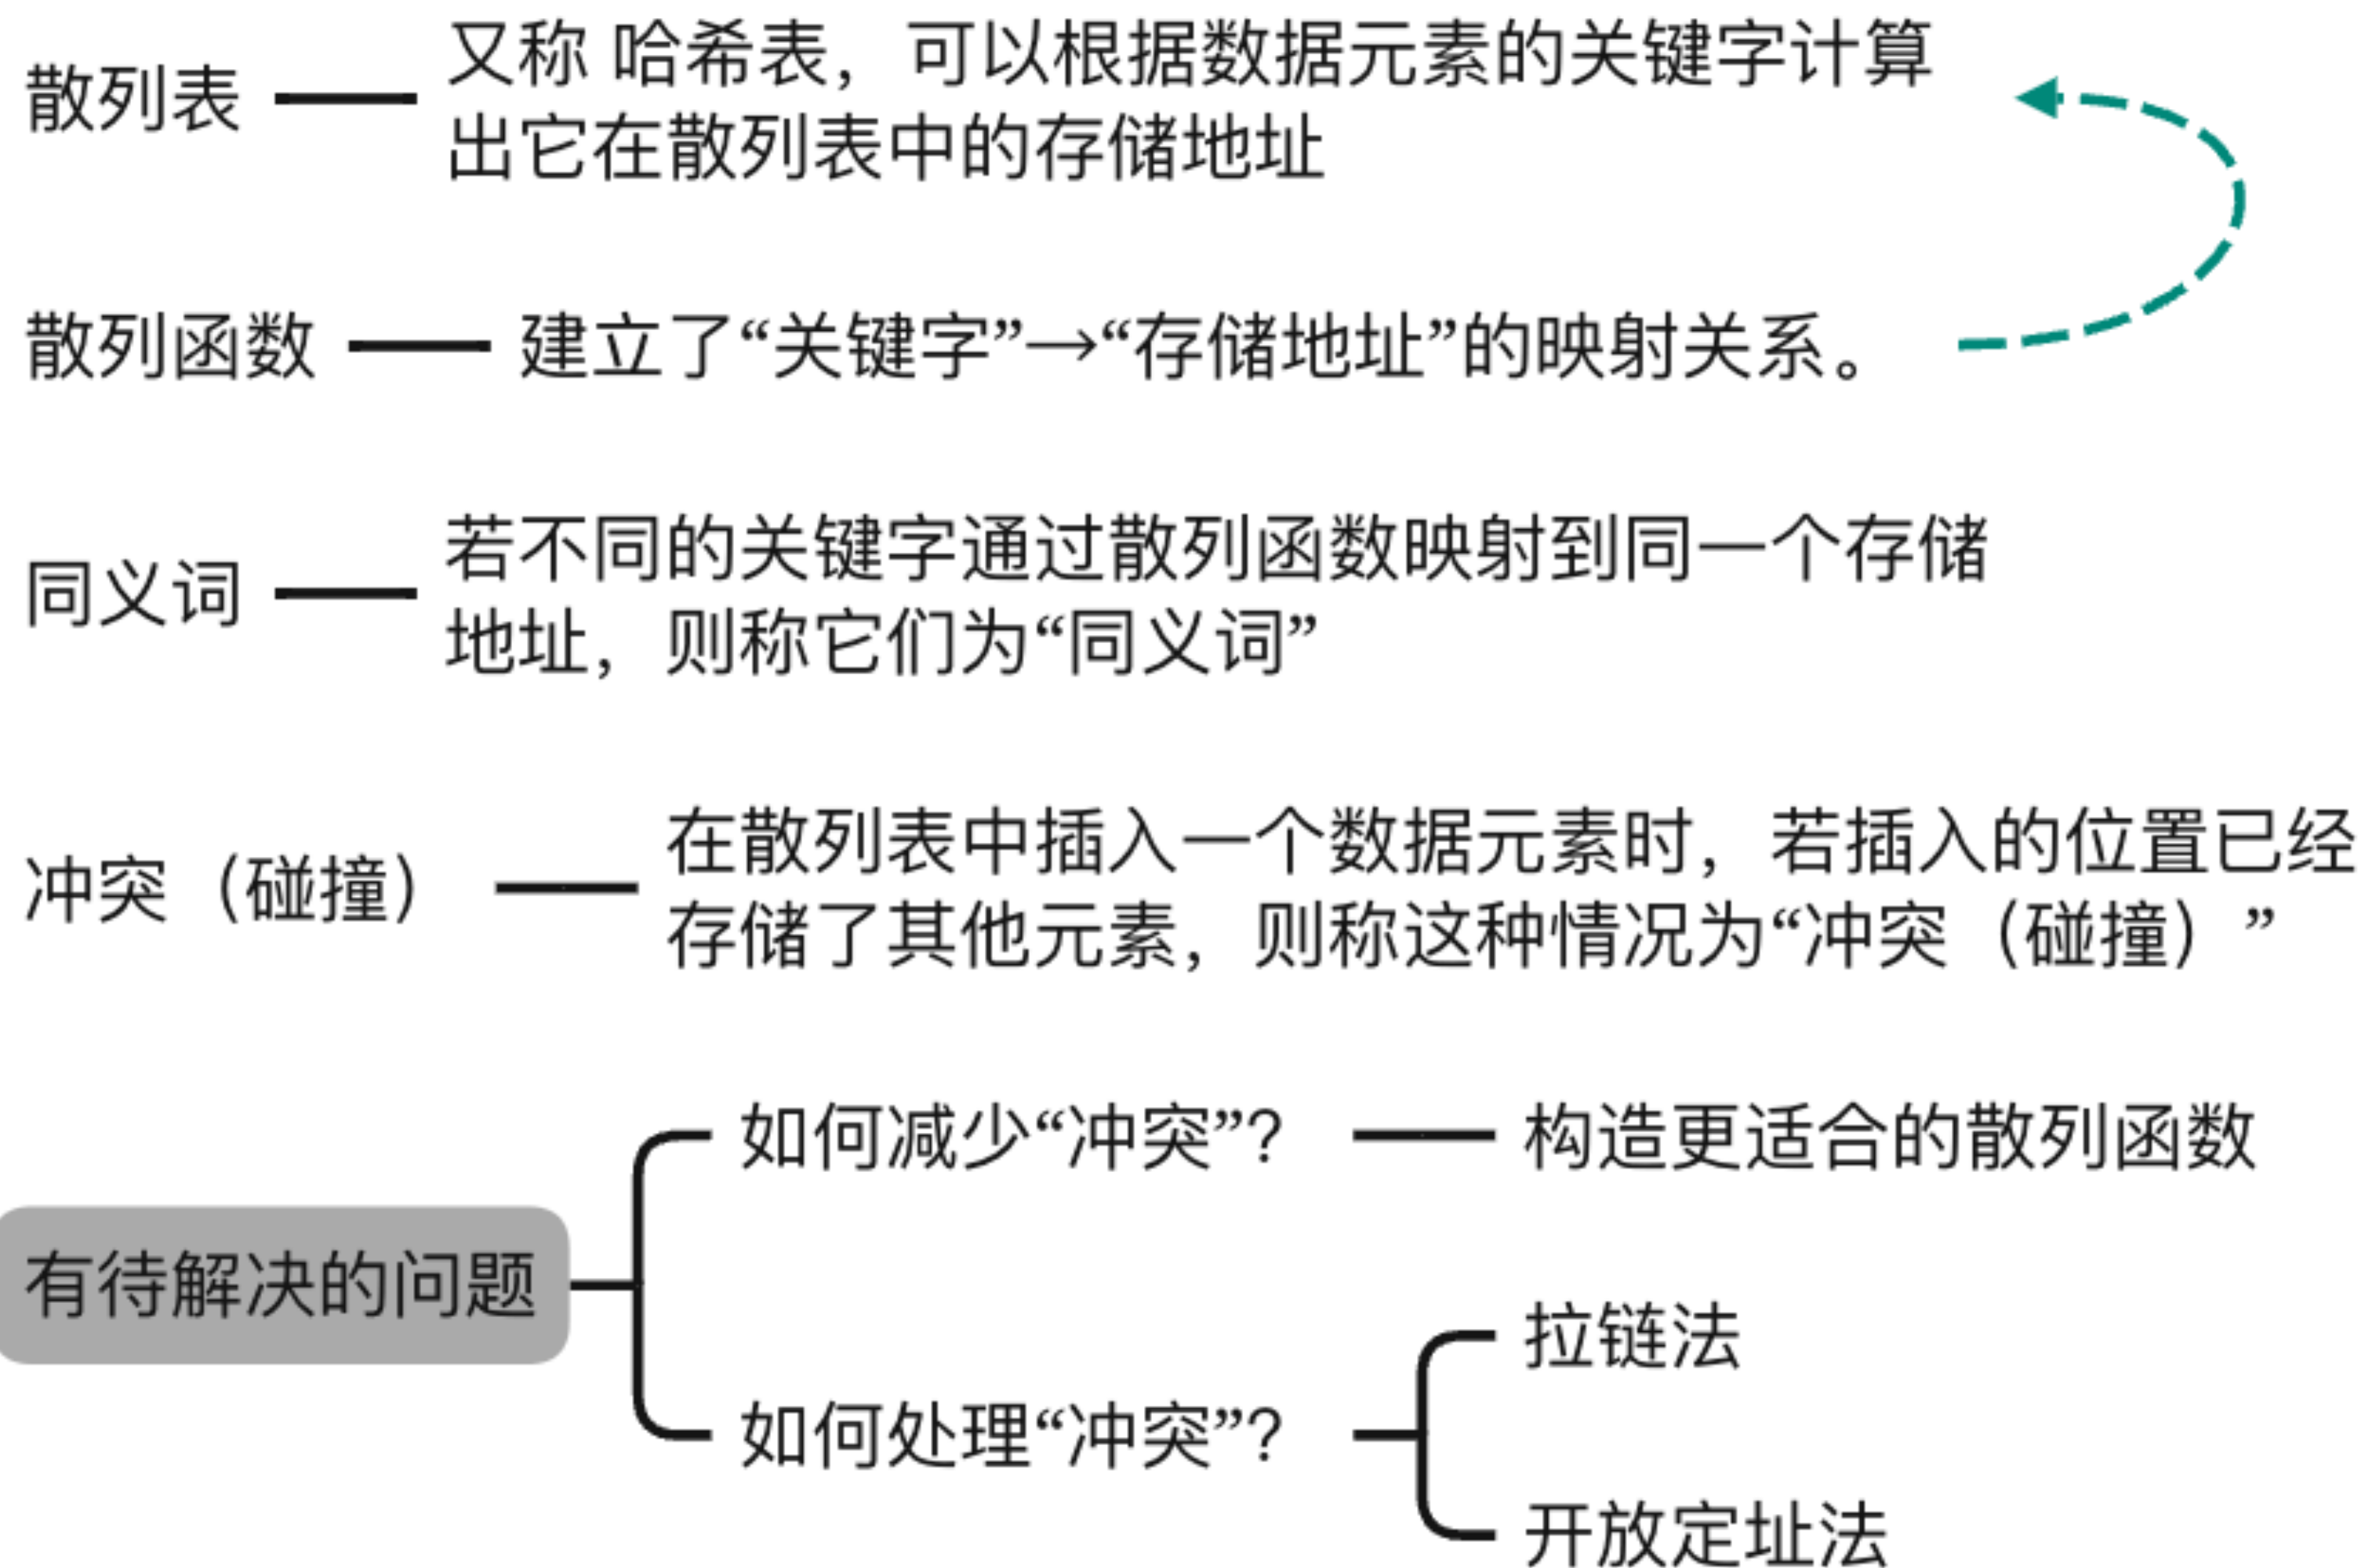 散列表
又称 哈希表，可以根据数据元素的关键字计算
出它在散列表中的存储地址
散列函数
建立了“关键字”→“存储地址”的映射关系。
同义词
若不同的关键字通过散列函数映射到同一个存储
地址，则称它们为“同义词”
冲突（碰撞）
在散列表中插入一个数据元素时，若插入的位置已经
存储了其他元素，则称这种情况为“冲突（碰撞）”
有待解决的问题
如何减少“冲突”？
构造更适合的散列函数
如何处理“冲突”？
拉链法
开放定址法